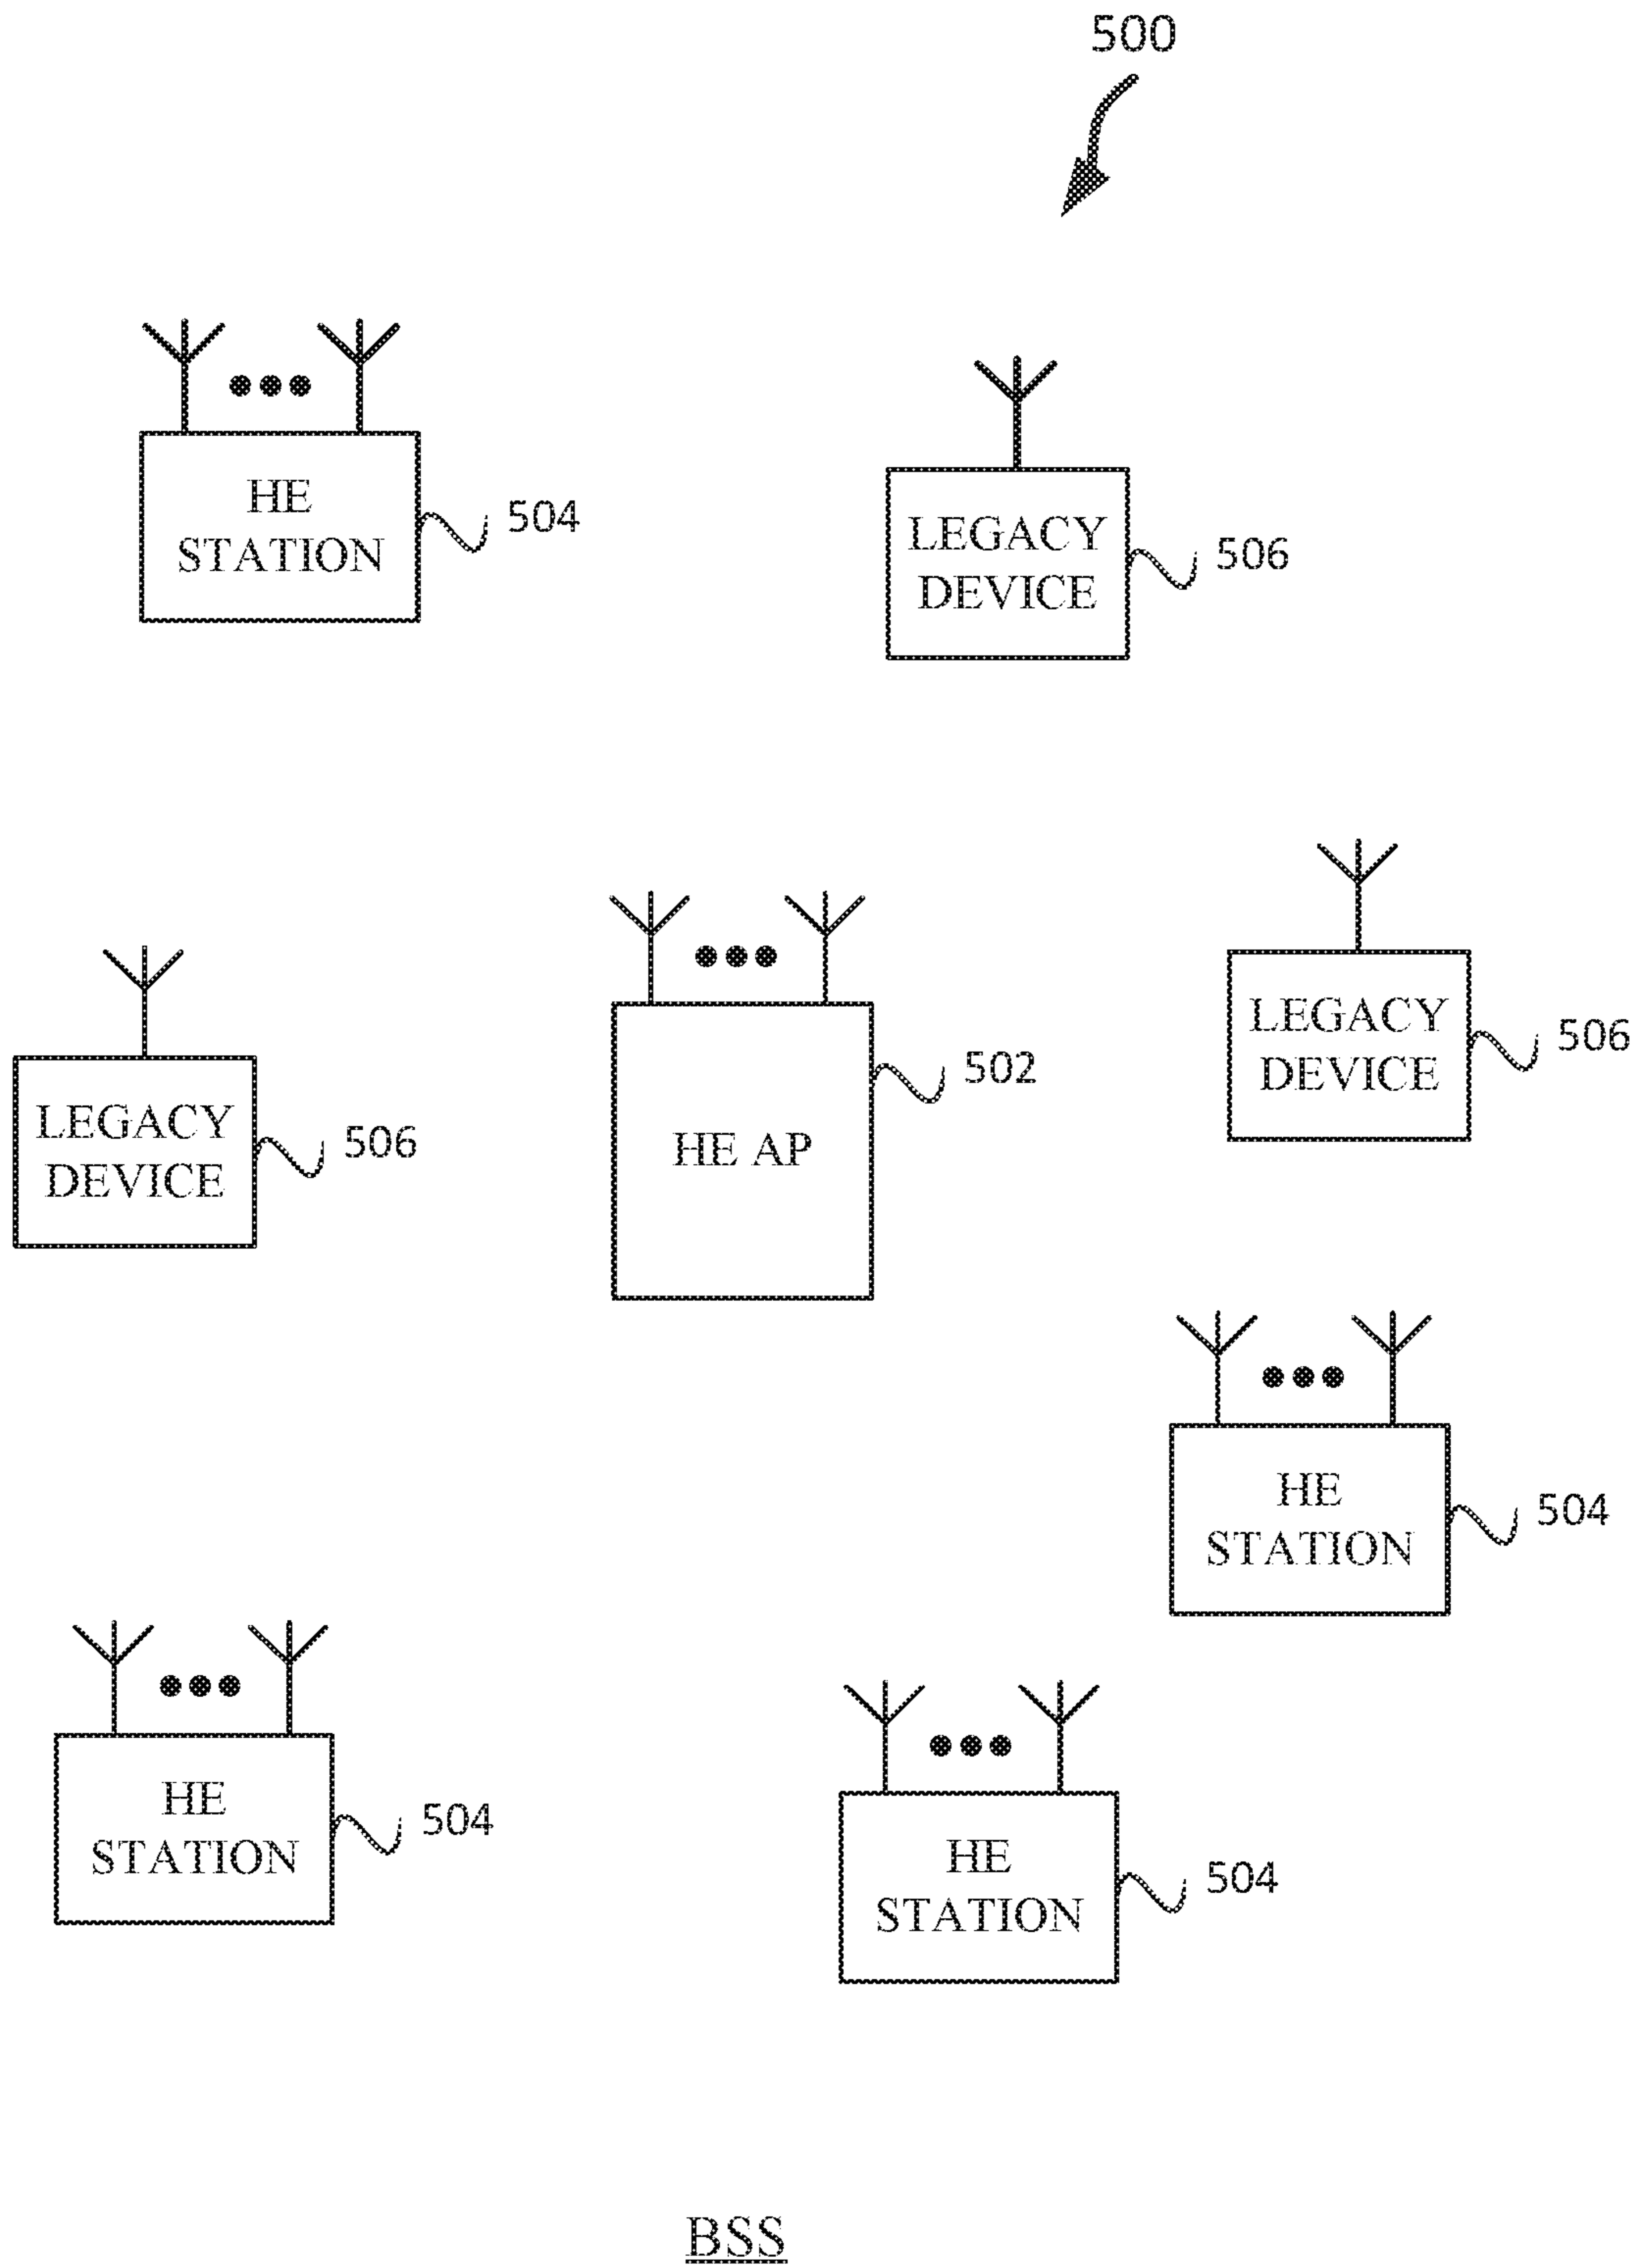 500
HE
STATION
504
LEGACY
DEVICE
506
LEGACY
DEVICE
506
HE AP
502
LEGACY
DEVICE
506
HE
STATION
504
HE
STATION
504
HE
STATION
504
BSS